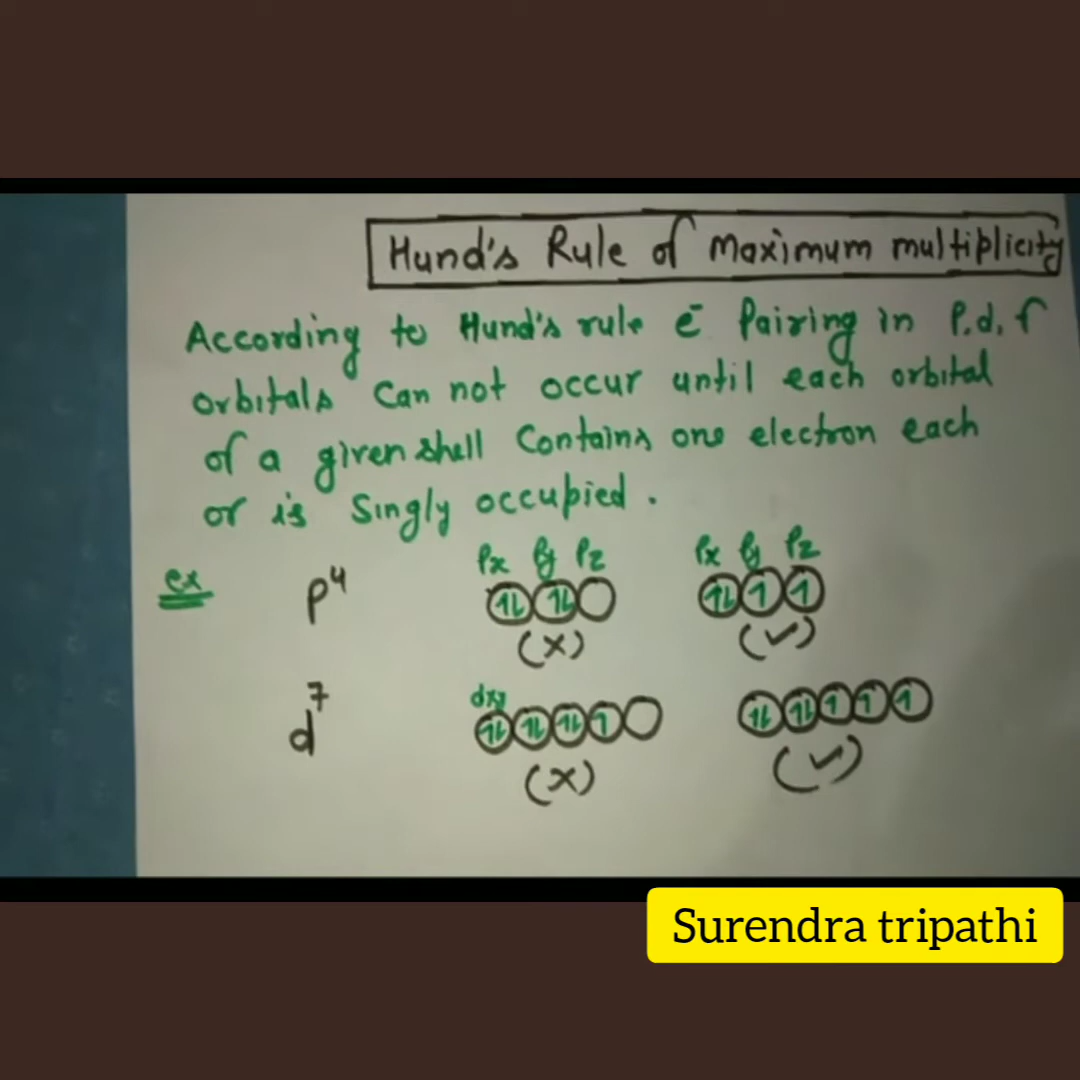 Hund's Rule of Maximum multiplicity
According to Hund's rule ē Pairing in P.d.f
orbitals Can not occur until each orbital
of a given shell Contains one electron each
or is Singly occupied.
Px Py Pz Px Py Pz
ex p⁴ ⥮ ⥮ ⥮ ↿ ↿
(×) (✓)
dxy
d⁷ ⥮ ⥮ ⥮ ↿ ⥮ ⥮ ↿ ↿ ↿
(×) (✓)
Surendra tripathi